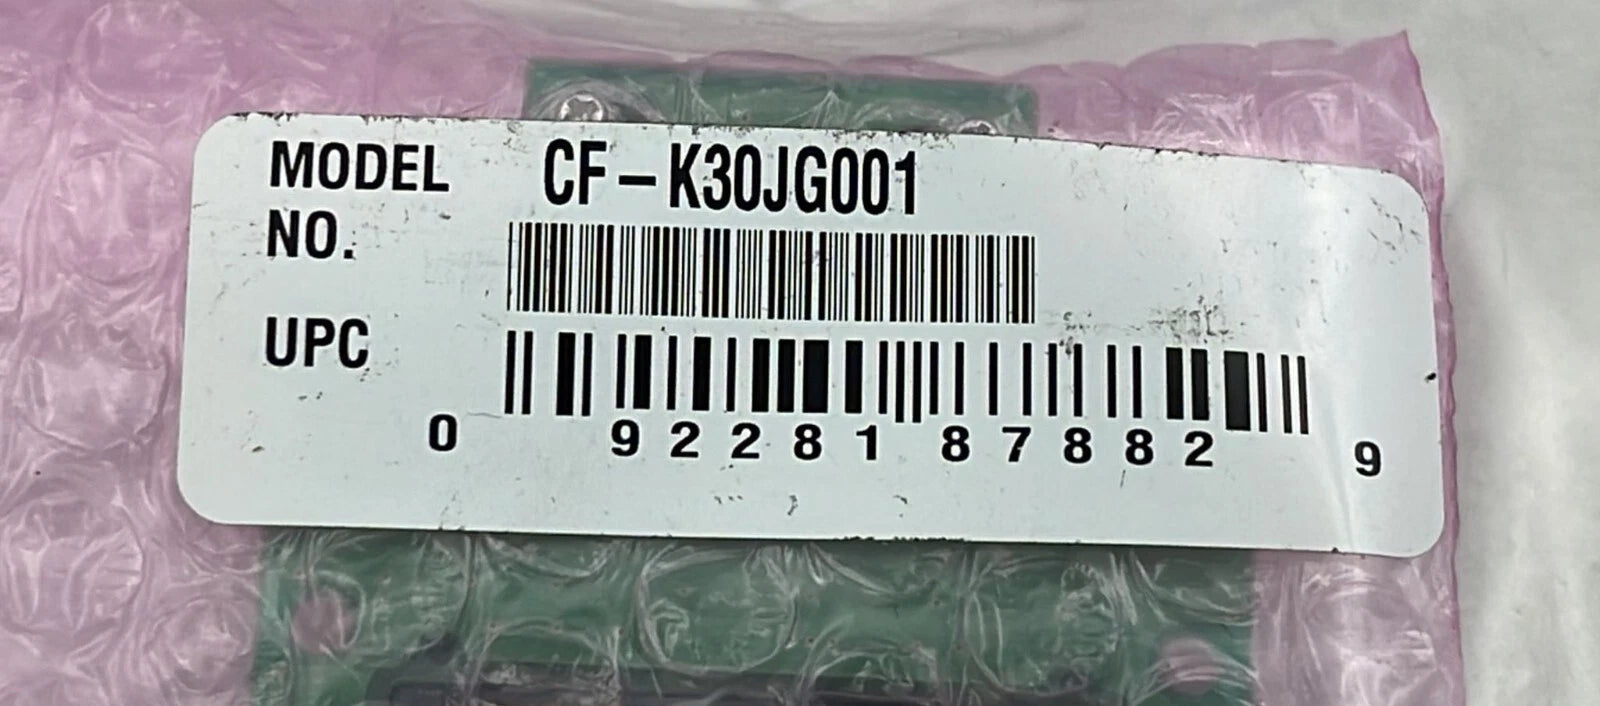 MODEL NO. CF-K30JG001
UPC
0 92281 87882 9